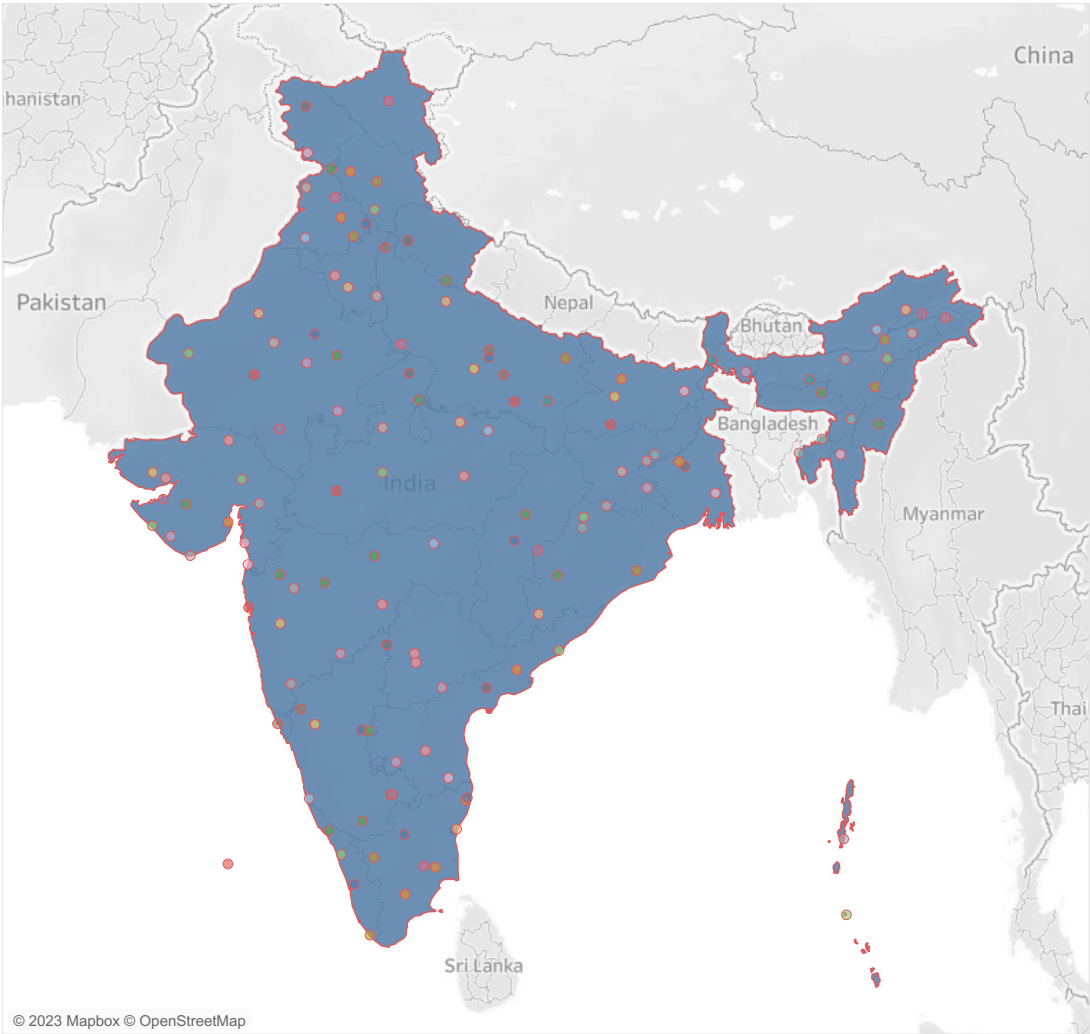 China
hanistan
Pakistan
Nepal
Bhutan
Bangladesh
India
Myanmar
Thai
Sri Lanka
© 2023 Mapbox © OpenStreetMap